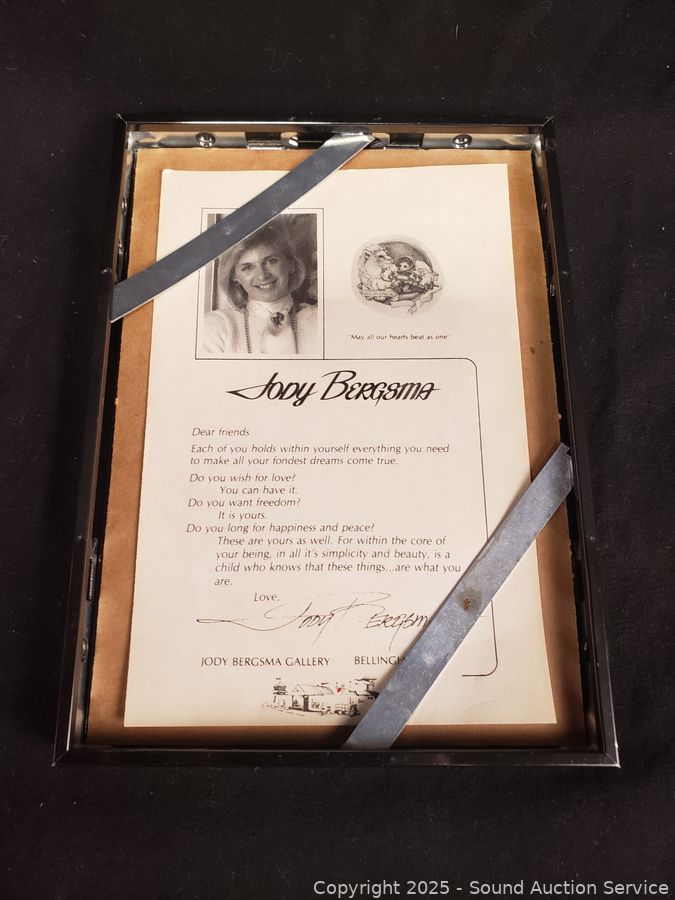 "May all our hearts beat as one"
JODY BERGSMA
Dear friends
Each of you holds within yourself everything you need
to make all your fondest dreams come true.
Do you wish for love?
You can have it.
Do you want freedom?
It is yours.
Do you long for happiness and peace?
These are yours as well. For within the core of
your being, in all it's simplicity and beauty, is a
child who knows that these things...are what you
are.
Love,
JODY BERGSM
JODY BERGSMA GALLERY BELLINGH
Copyright 2025 - Sound Auction Service